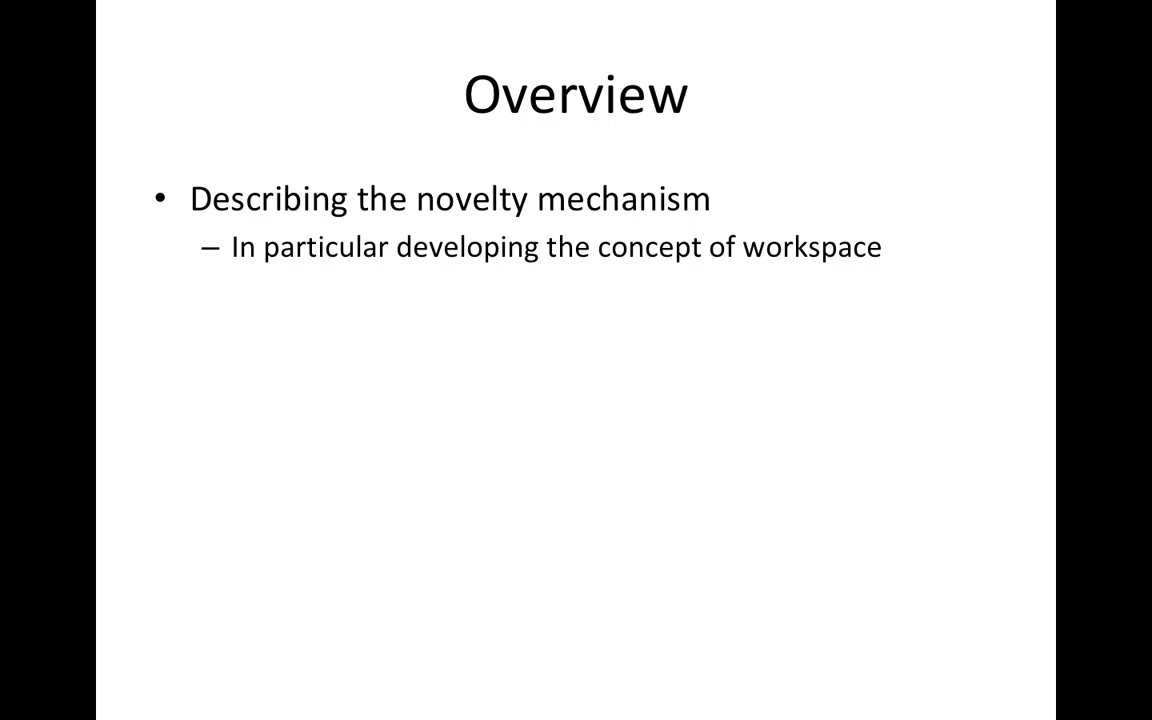 Overview
• Describing the novelty mechanism
– In particular developing the concept of workspace